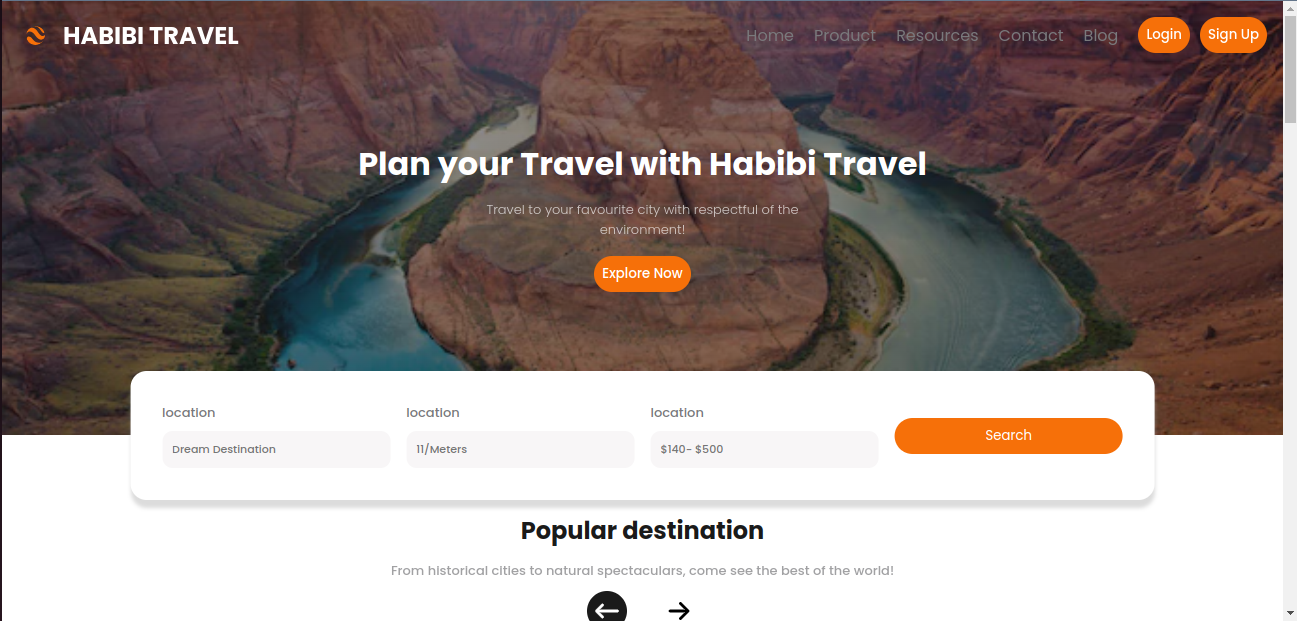 HABIBI TRAVEL
Home Product Resources Contact Blog Login Sign Up
Plan your Travel with Habibi Travel
Travel to your favourite city with respectful of the
environment!
Explore Now
location location location
Dream Destination 11/Meters $140- $500 Search
Popular destination
From historical cities to natural spectaculars, come see the best of the world!